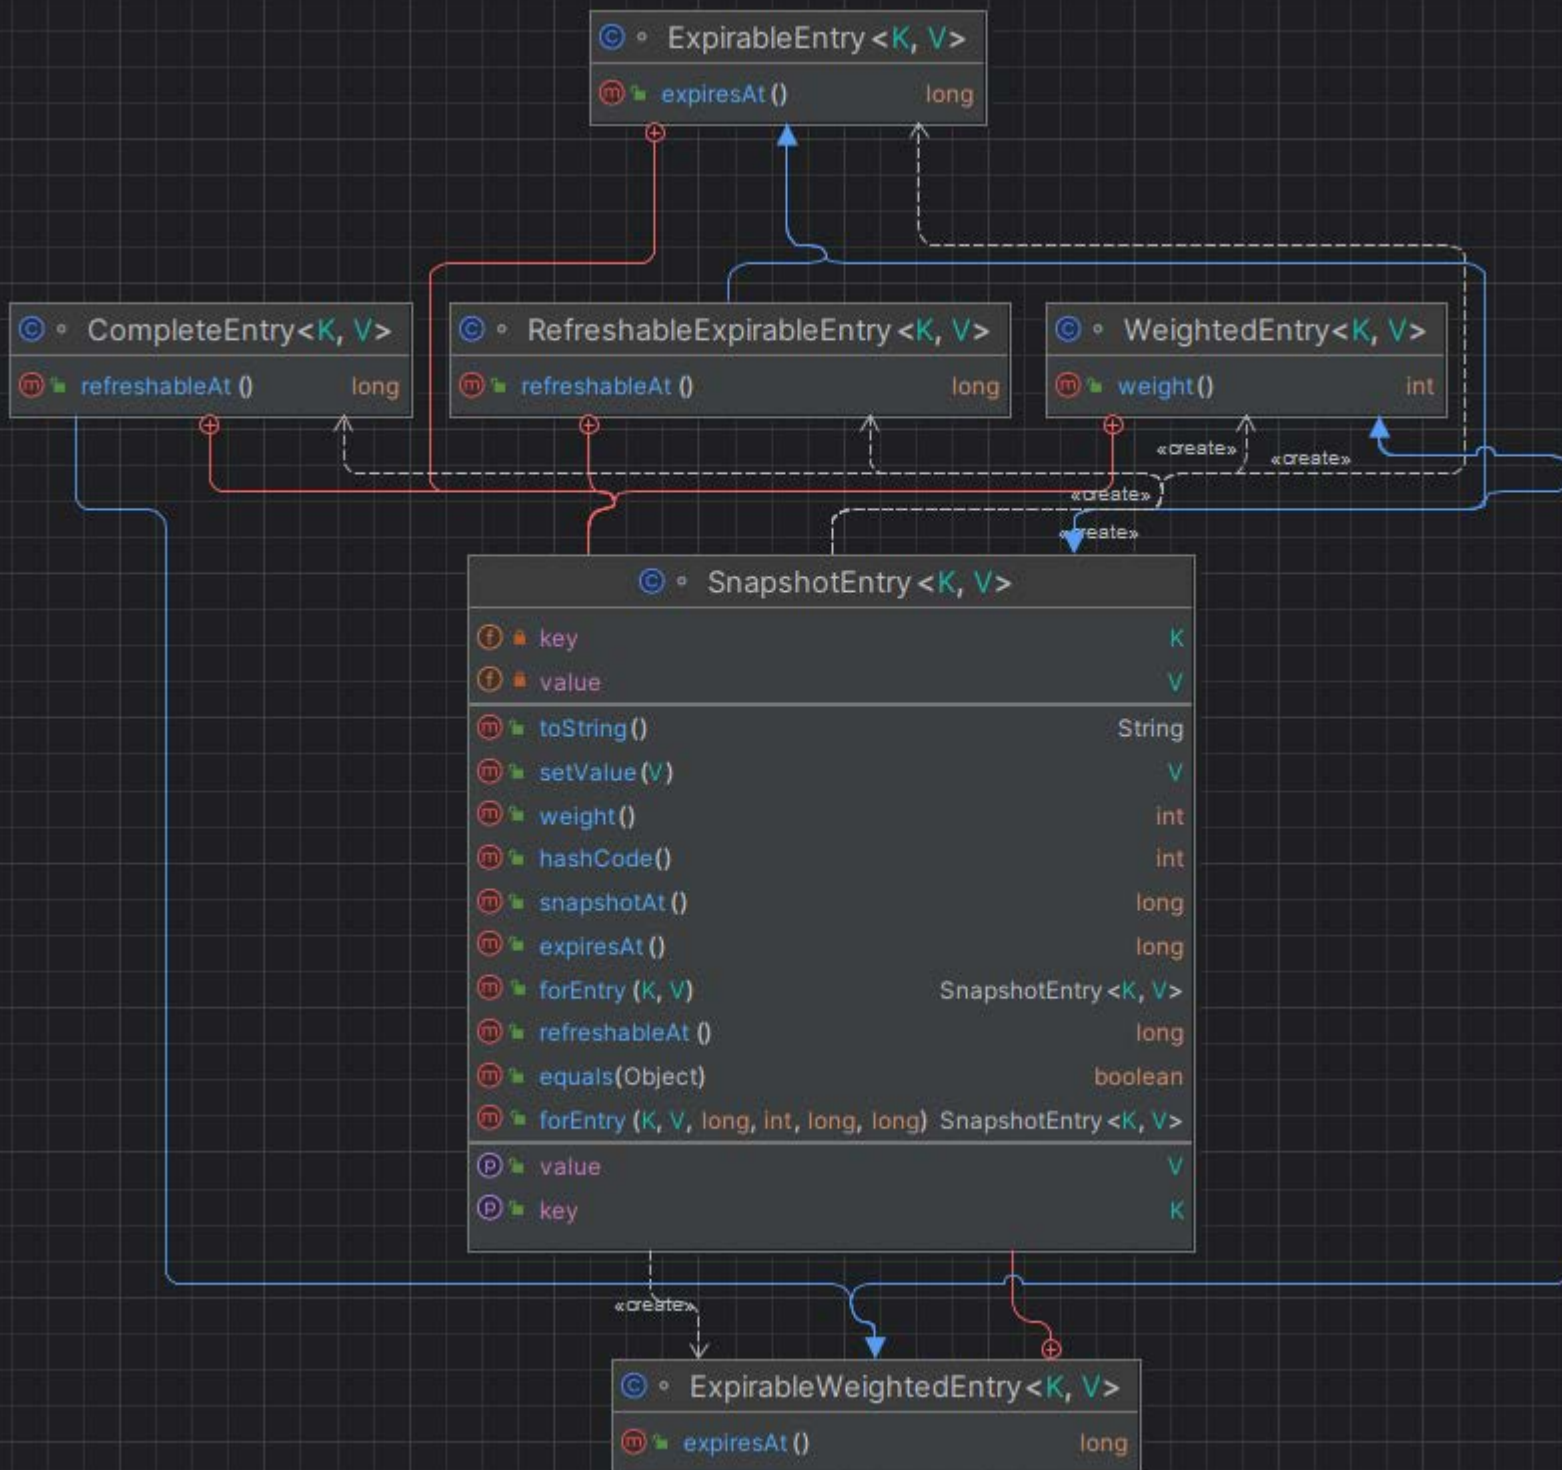 ExpirableEntry<K, V>
expiresAt() long
CompleteEntry<K, V>
refreshableAt() long
RefreshableExpirableEntry<K, V>
refreshableAt() long
WeightedEntry<K, V>
weight() int
«create»
«create»
«create»
«create»
SnapshotEntry<K, V>
key K
value V
toString() String
setValue(V) V
weight() int
hashCode() int
snapshotAt() long
expiresAt() long
forEntry(K, V) SnapshotEntry<K, V>
refreshableAt() long
equals(Object) boolean
forEntry(K, V, long, int, long, long) SnapshotEntry<K, V>
value V
key K
«create»
ExpirableWeightedEntry<K, V>
expiresAt() long